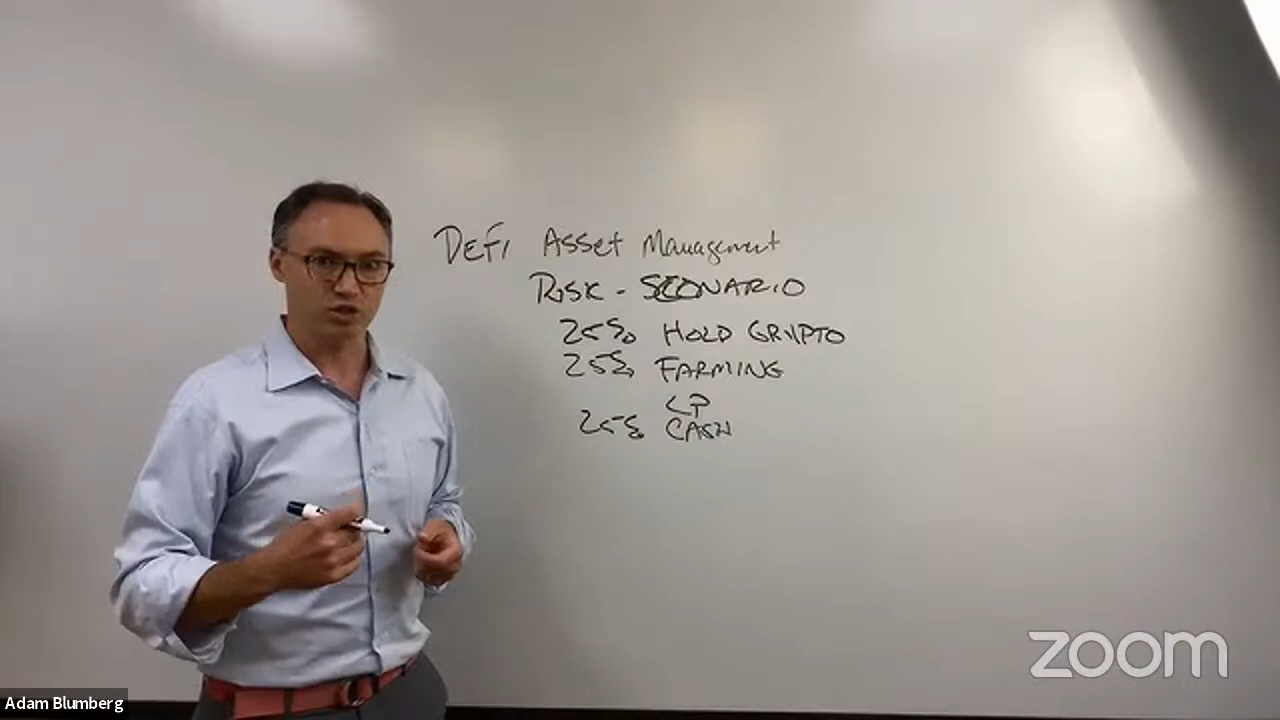 DEFI Asset Management
RISK - SCENARIO
25% HOLD CRYPTO
25% FARMING
LP
25% CASH
zoom
Adam Blumberg